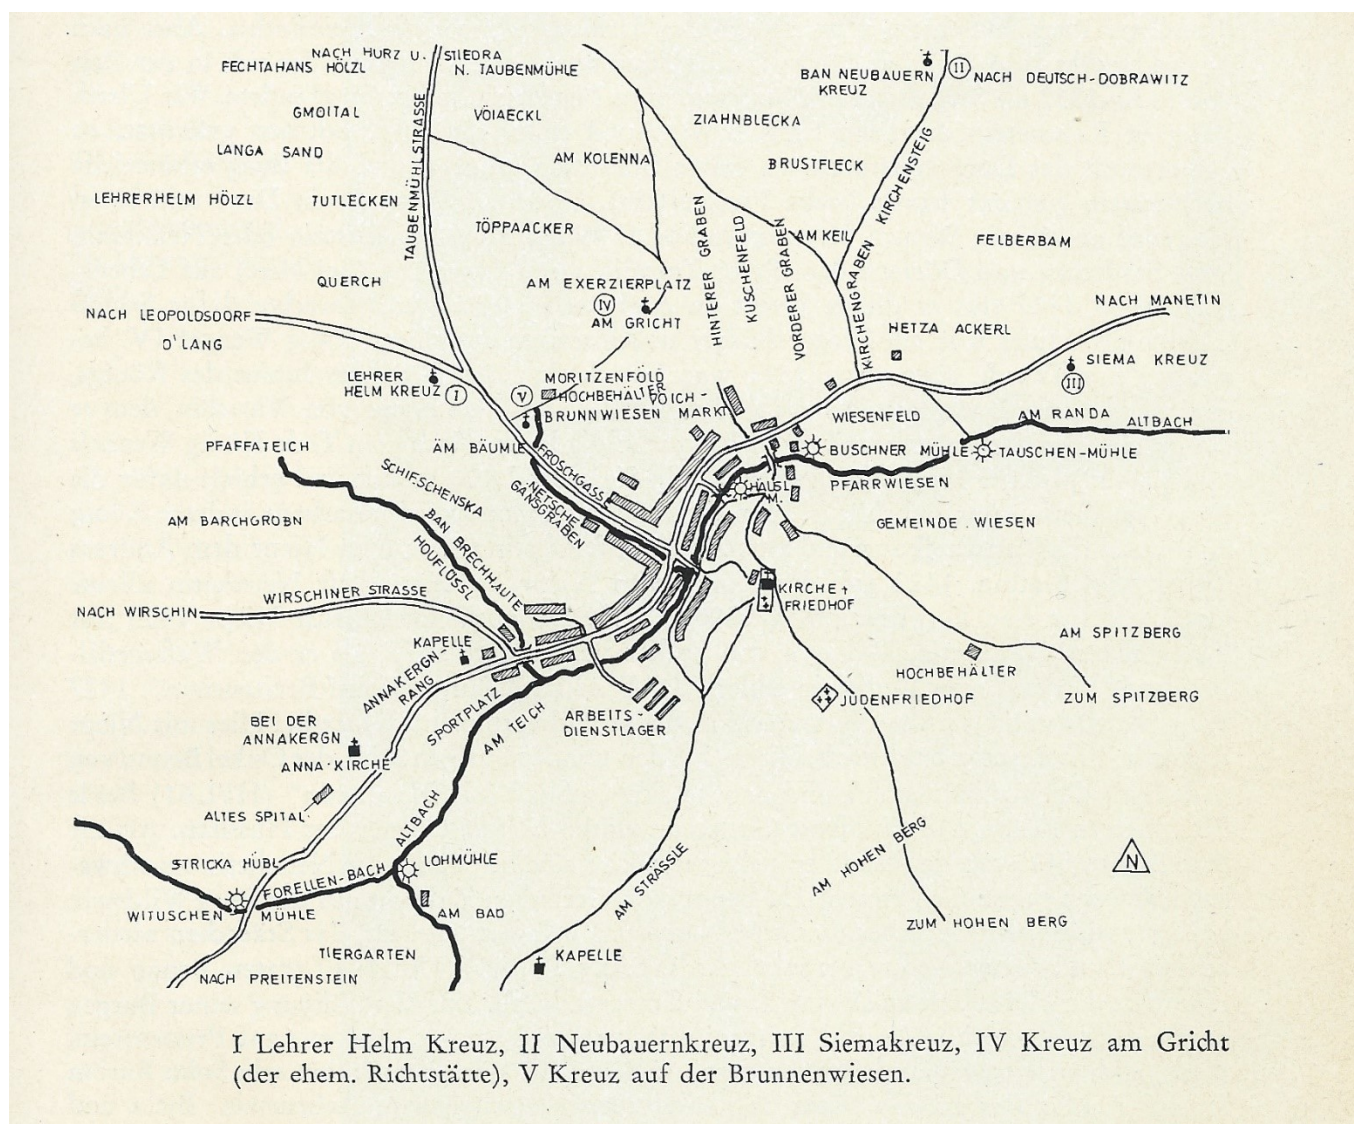 NACH HURZ U. STIEDRA
FECHTAHANS HÖLZL
N. TAUBENMÜHLE
BAN NEUBAUERN
KREUZ
II
NACH DEUTSCH-DOBRAWITZ
GMOITAL
VÖIAECKL
ZIAHNBLECKA
LANGA SAND
AM KOLENNA
BRUSTFLECK
TAUBENMÜHLSTRASSE
LEHRERHELM HÖLZL
TUTLECKEN
TÖPPAACKER
HINTERER GRABEN
KUSCHENFELD
VORDERER GRABEN
AM KEIL
KIRCHENGRABEN KIRCHENSTEIG
FELBERBAM
QUERCH
AM EXERZIERPLATZ
IV
AM GRICHT
NACH MANETIN
NACH LEOPOLDSDORF
D'LANG
HETZA ACKERL
SIEMA KREUZ
III
LEHRER
HELM KREUZ
I
V
MORITZENFÖLD
HOCHBEHÄLTER
VOICH-
MARKT
BRUNNWIESEN
WIESENFELD
AM RANDA
ALTBACH
PFAFFATEICH
ÄM BÄUMLE
FROSCHGASS
BUSCHNER MÜHLE
TAUSCHEN-MÜHLE
SCHIFSCHENSKA
NETSCHE
GANSGRABEN
HAUSL
M.
PFARRWIESEN
AM BARCHGROBN
BAN BRECHHAUTE
HOUFLÜSSL
GEMEINDE.WIESEN
NACH WIRSCHIN
WIRSCHINER STRASSE
KIRCHE+
FRIEDHOF
KAPELLE
AM SPITZBERG
ANNAKERGN-
RANG
HOCHBEHÄLTER
JUDENFRIEDHOF
ZUM SPITZBERG
SPORTPLATZ
AM TEICH
ARBEITS-
DIENSTLAGER
BEI DER
ANNAKERGN
ANNA-KIRCHE
ALTES SPITAL
ALTBACH
STRICKA HÜBL
FORELLEN-BACH
LOHMÜHLE
AM STRÄSSLE
AM HOHEN BERG
N
WITUSCHEN MÜHLE
AM BAD
ZUM HOHEN BERG
TIERGARTEN
KAPELLE
NACH PREITENSTEIN
I Lehrer Helm Kreuz, II Neubauernkreuz, III Siemakreuz, IV Kreuz am Gricht
(der ehem. Richtstätte), V Kreuz auf der Brunnenwiesen.